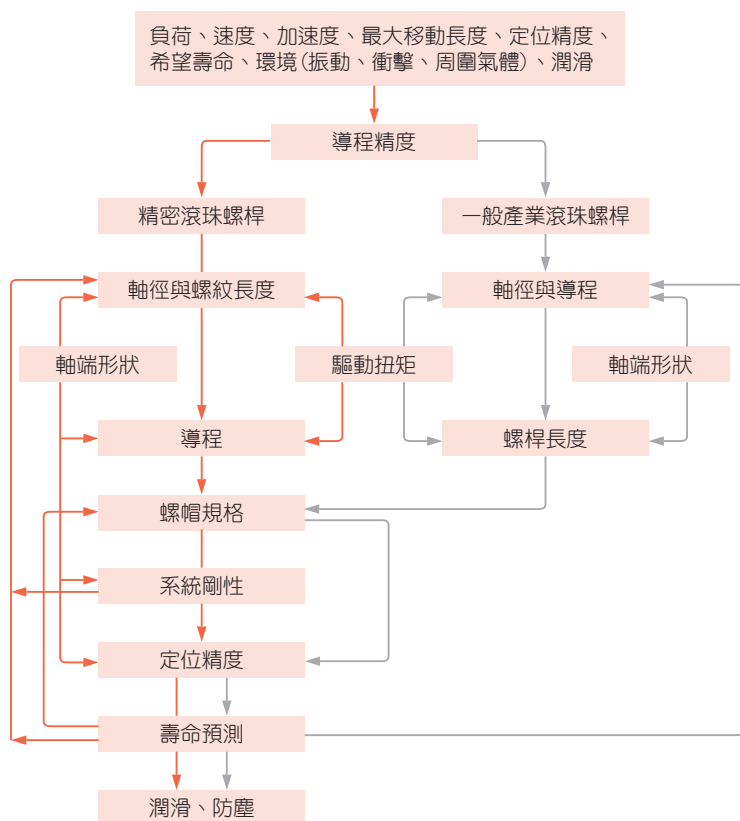 負荷、速度、加速度、最大移動長度、定位精度、
希望壽命、環境(振動、衝擊、周圍氣體)、潤滑
導程精度
精密滾珠螺桿
一般產業滾珠螺桿
軸徑與螺紋長度
軸徑與導程
軸端形狀
驅動扭矩
軸端形狀
導程
螺桿長度
螺帽規格
系統剛性
定位精度
壽命預測
潤滑、防塵